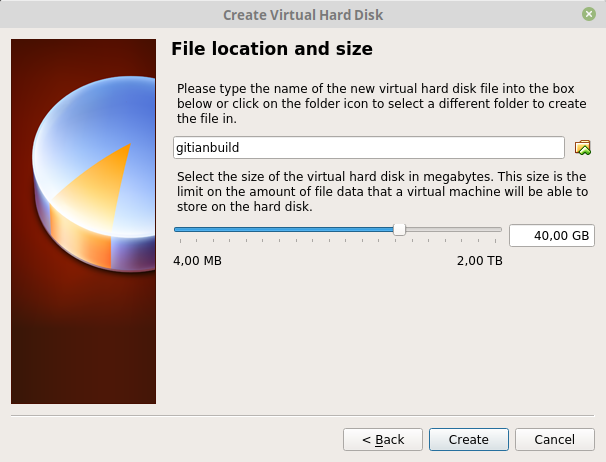 Create Virtual Hard Disk
File location and size
Please type the name of the new virtual hard disk file into the box
below or click on the folder icon to select a different folder to create
the file in.
gitianbuild
Select the size of the virtual hard disk in megabytes. This size is the
limit on the amount of file data that a virtual machine will be able to
store on the hard disk.
40,00 GB
4,00 MB 2,00 TB
< Back Create Cancel